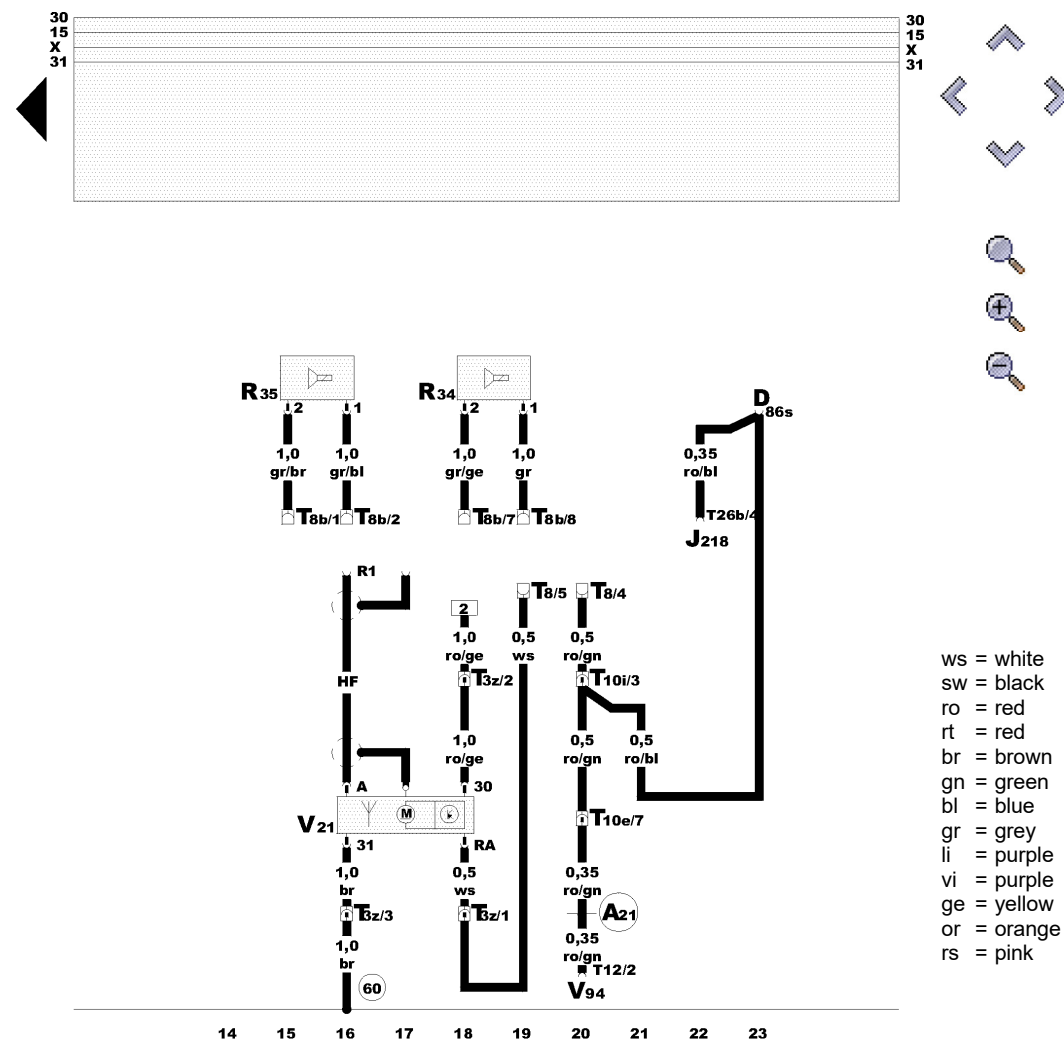 30 30
15 15
X X
31 31
R35 R34 D
2 1 2 1 86s
1,0 1,0 1,0 1,0 0,35
gr/br gr/bl gr/ge gr ro/bl
T8b/1 T8b/2 T8b/7 T8b/8 T26b/4
J218
R1
T8/5 T8/4
2
1,0 0,5 0,5
ro/ge ws ro/gn
HF T3z/2 T10i/3
1,0 0,5 0,5
ro/ge ro/gn ro/bl
A 30
V21 M T10e/7
31 RA
1,0 0,5 0,35
br ws ro/gn
T3z/3 T3z/1 A21
1,0 0,35
br ro/gn
60 T12/2
V94
14 15 16 17 18 19 20 21 22 23
ws = white
sw = black
ro = red
rt = red
br = brown
gn = green
bl = blue
gr = grey
li = purple
vi = purple
ge = yellow
or = orange
rs = pink